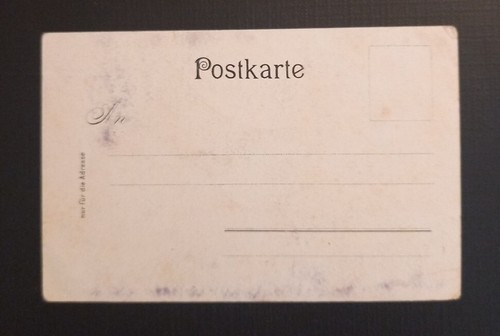 Postkarte
An
nur für die Adresse